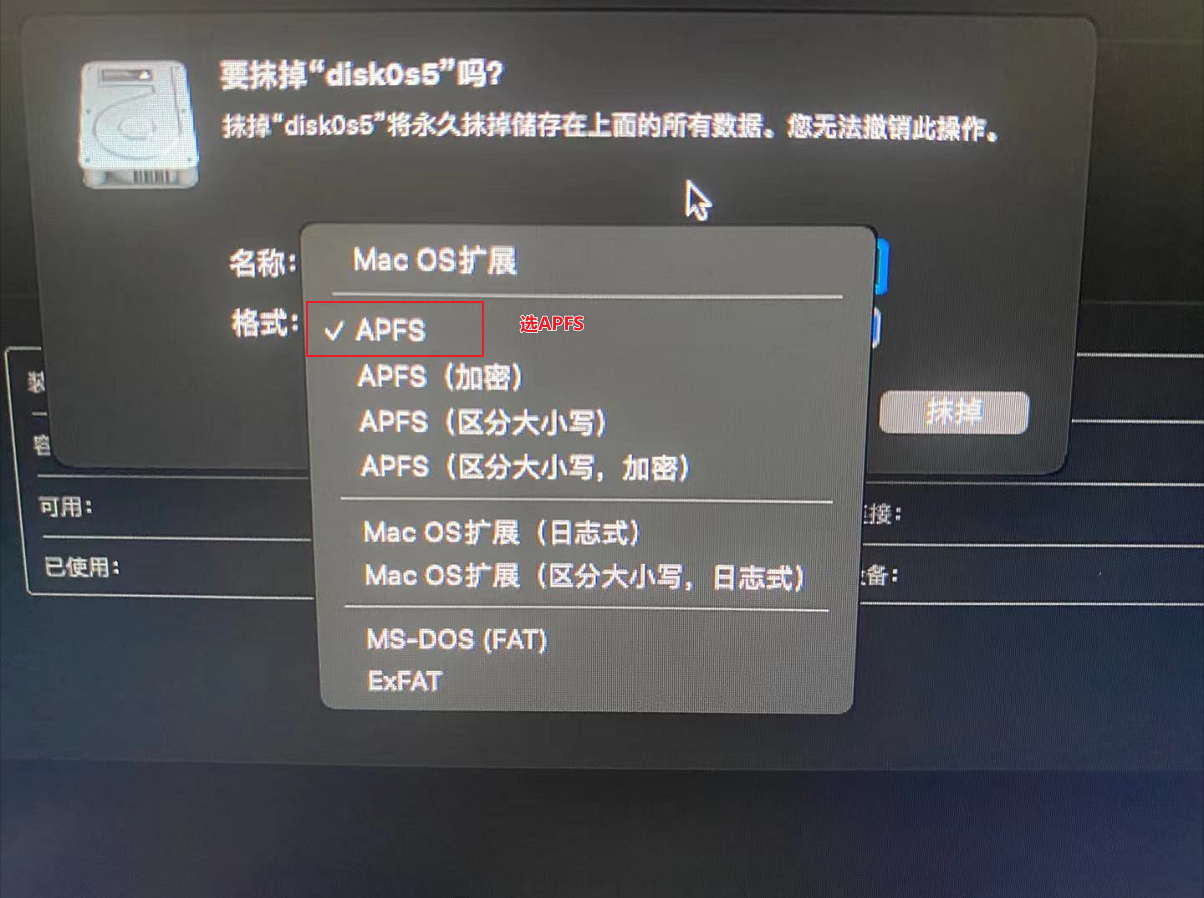 要抹掉“disk0s5”吗?
抹掉“disk0s5”将永久抹掉储存在上面的所有数据。您无法撤销此操作。
名称:
Mac OS扩展
格式:
✓ APFS
选APFS
APFS（加密）
APFS（区分大小写）
APFS（区分大小写，加密）
抹掉
Mac OS扩展（日志式）
Mac OS扩展（区分大小写，日志式）
MS-DOS (FAT)
ExFAT
装
容
可用:
接:
已使用:
备: